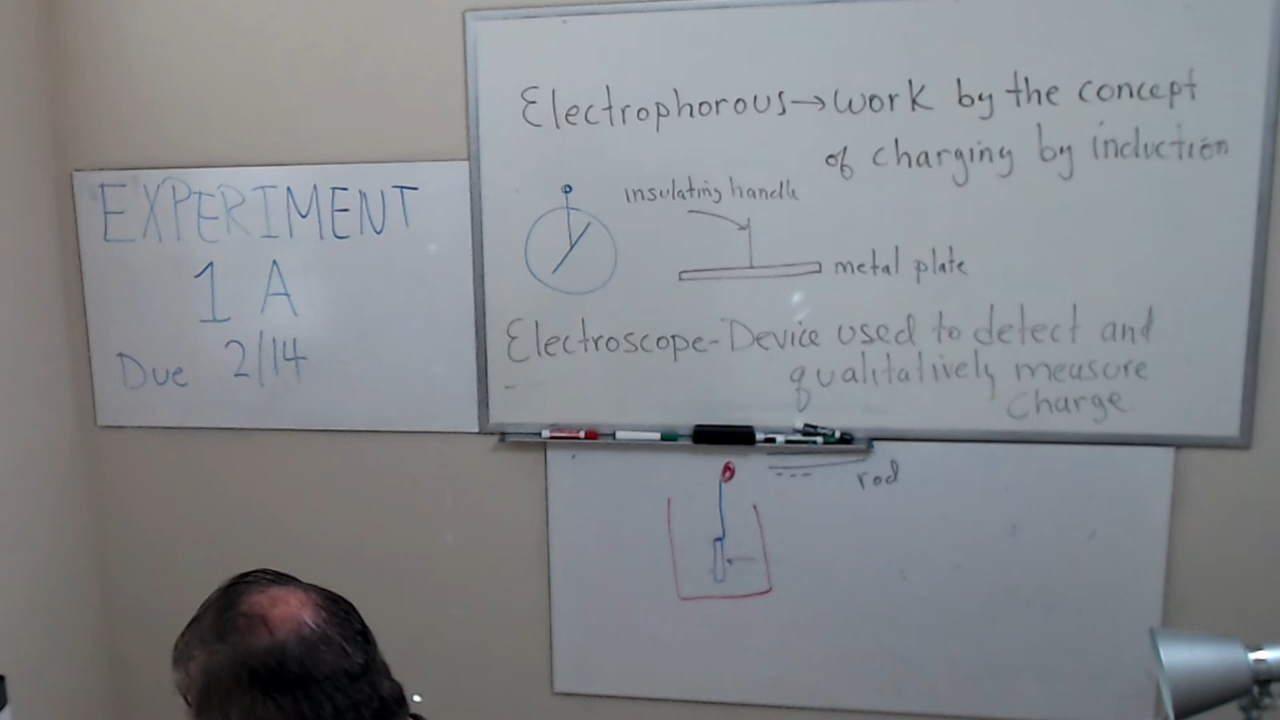 EXPERIMENT
1 A
Due 2/14
Electrophorous→work by the concept
of charging by induction
insulating handle
metal plate
Electroscope-Device used to detect and
qualitatively measure
Charge
rod